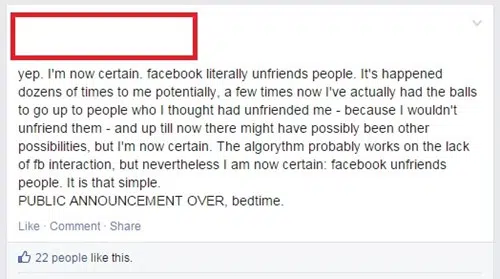 yep. I'm now certain. facebook literally unfriends people. It's happened
dozens of times to me potentially, a few times now I've actually had the balls
to go up to people who I thought had unfriended me - because I wouldn't
unfriend them - and up till now there might have possibly been other
possibilities, but I'm now certain. The algorythm probably works on the lack
of fb interaction, but nevertheless I am now certain: facebook unfriends
people. It is that simple.
PUBLIC ANNOUNCEMENT OVER, bedtime.
Like · Comment · Share
22 people like this.